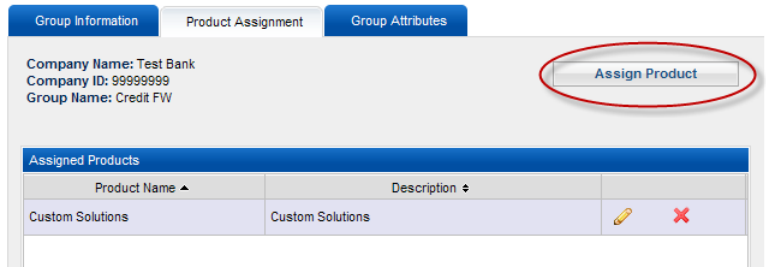 Group Information Product Assignment Group Attributes
Company Name: Test Bank
Company ID: 99999999
Group Name: Credit FW
Assign Product
Assigned Products
Product Name Description
Custom Solutions Custom Solutions